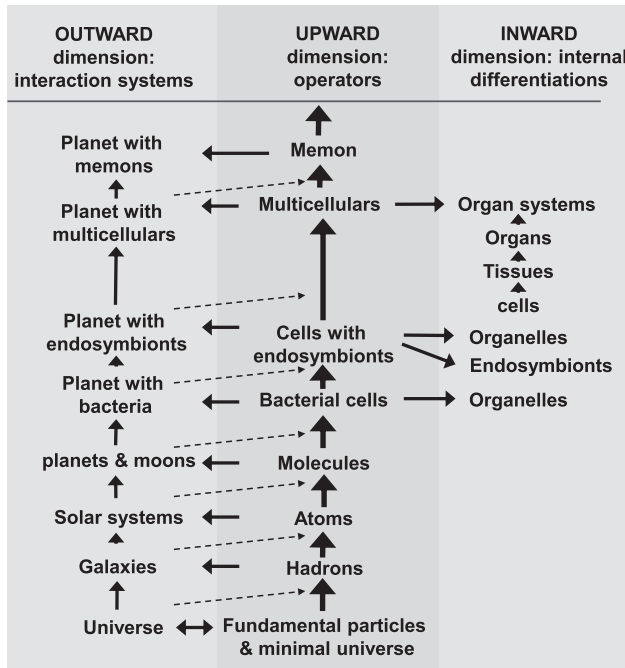 OUTWARD
dimension:
interaction systems
UPWARD
dimension:
operators
INWARD
dimension: internal
differentiations
Planet with
memons
Planet with
multicellulars
Planet with
endosymbionts
Planet with
bacteria
planets & moons
Solar systems
Galaxies
Universe
Memon
Multicellulars
Cells with
endosymbionts
Bacterial cells
Molecules
Atoms
Hadrons
Fundamental particles
& minimal universe
Organ systems
Organs
Tissues
cells
Organelles
Endosymbionts
Organelles